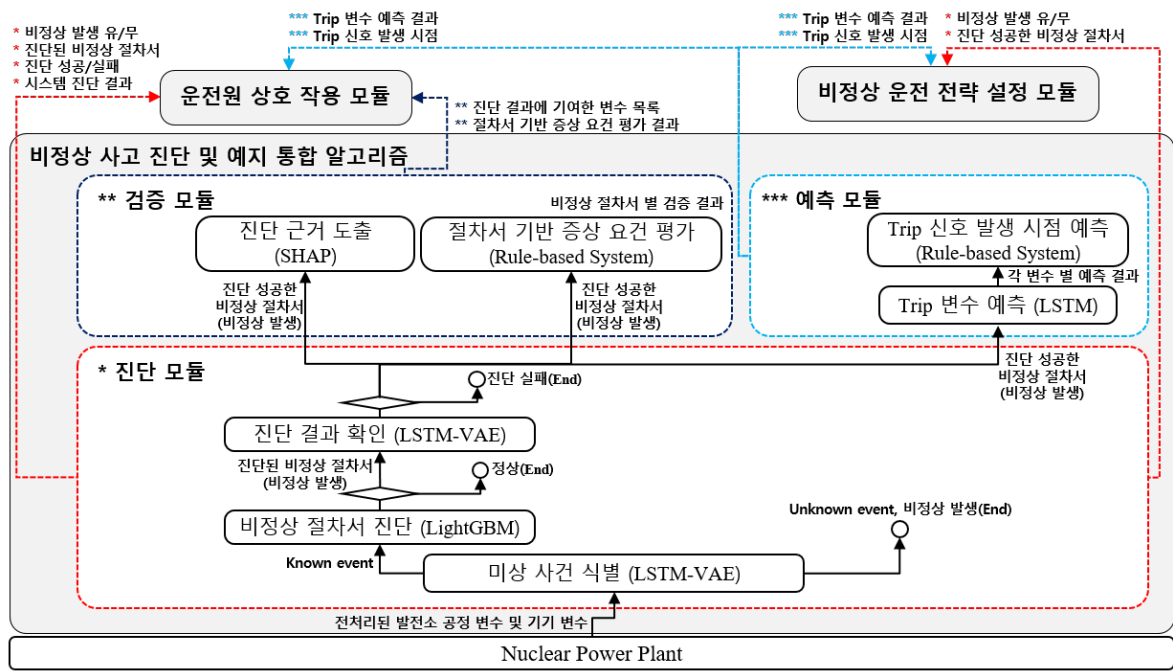 *** Trip 변수 예측 결과
*** Trip 신호 발생 시점
*** Trip 변수 예측 결과
*** Trip 신호 발생 시점
* 비정상 발생 유/무
* 진단된 비정상 절차서
* 진단 성공/실패
* 시스템 진단 결과
* 비정상 발생 유/무
* 진단 성공한 비정상 절차서
운전원 상호 작용 모듈
비정상 운전 전략 설정 모듈
** 진단 결과에 기여한 변수 목록
** 절차서 기반 증상 요건 평가 결과
비정상 사고 진단 및 예지 통합 알고리즘
** 검증 모듈
비정상 절차서 별 검증 결과
진단 근거 도출
(SHAP)
절차서 기반 증상 요건 평가
(Rule-based System)
진단 성공한
비정상 절차서
(비정상 발생)
진단 성공한
비정상 절차서
(비정상 발생)
*** 예측 모듈
Trip 신호 발생 시점 예측
(Rule-based System)
각 변수 별 예측 결과
Trip 변수 예측 (LSTM)
진단 성공한
비정상 절차서
(비정상 발생)
* 진단 모듈
진단 실패(End)
진단 결과 확인 (LSTM-VAE)
진단된 비정상 절차서
(비정상 발생)
정상(End)
비정상 절차서 진단 (LightGBM)
Unknown event, 비정상 발생(End)
Known event
미상 사건 식별 (LSTM-VAE)
전처리된 발전소 공정 변수 및 기기 변수
Nuclear Power Plant